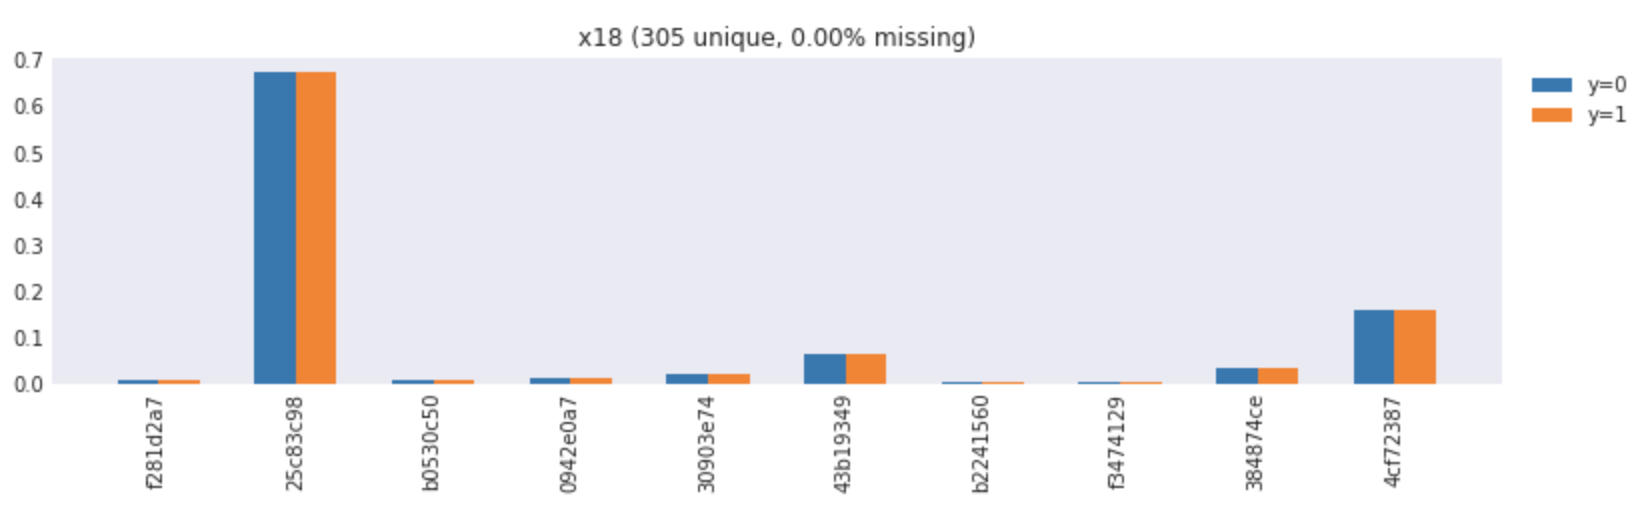 x18 (305 unique, 0.00% missing)
0.7
0.6
0.5
0.4
0.3
0.2
0.1
0.0
y=0
y=1
f281d2a7
25c83c98
b0530c50
0942e0a7
30903e74
43b19349
b2241560
f3474129
384874ce
4cf72387